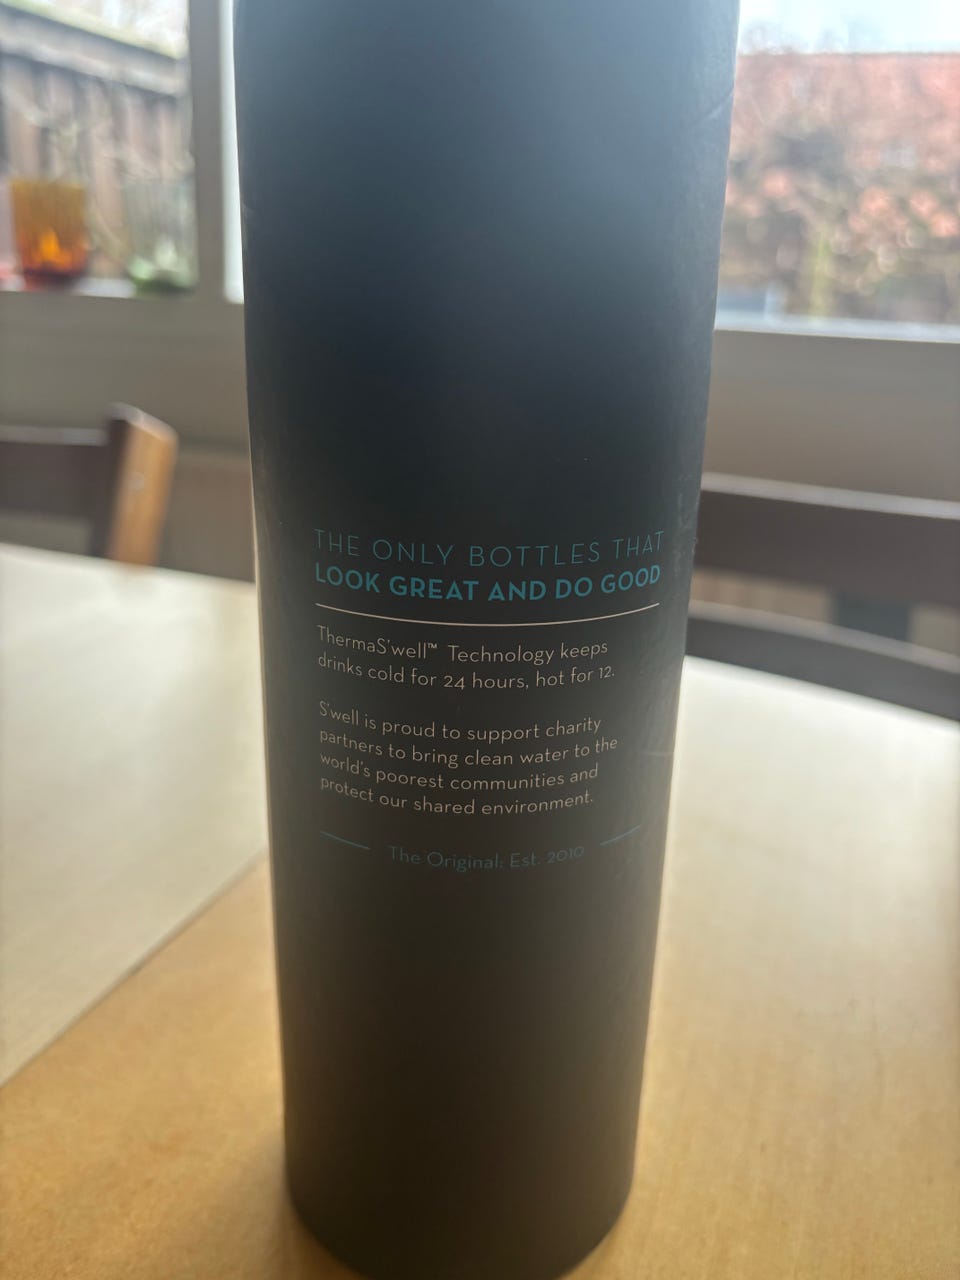 THE ONLY BOTTLES THAT
LOOK GREAT AND DO GOOD
ThermaS'well™ Technology keeps
drinks cold for 24 hours, hot for 12.
S'well is proud to support charity
partners to bring clean water to the
world's poorest communities and
protect our shared environment.
The Original: Est. 2010